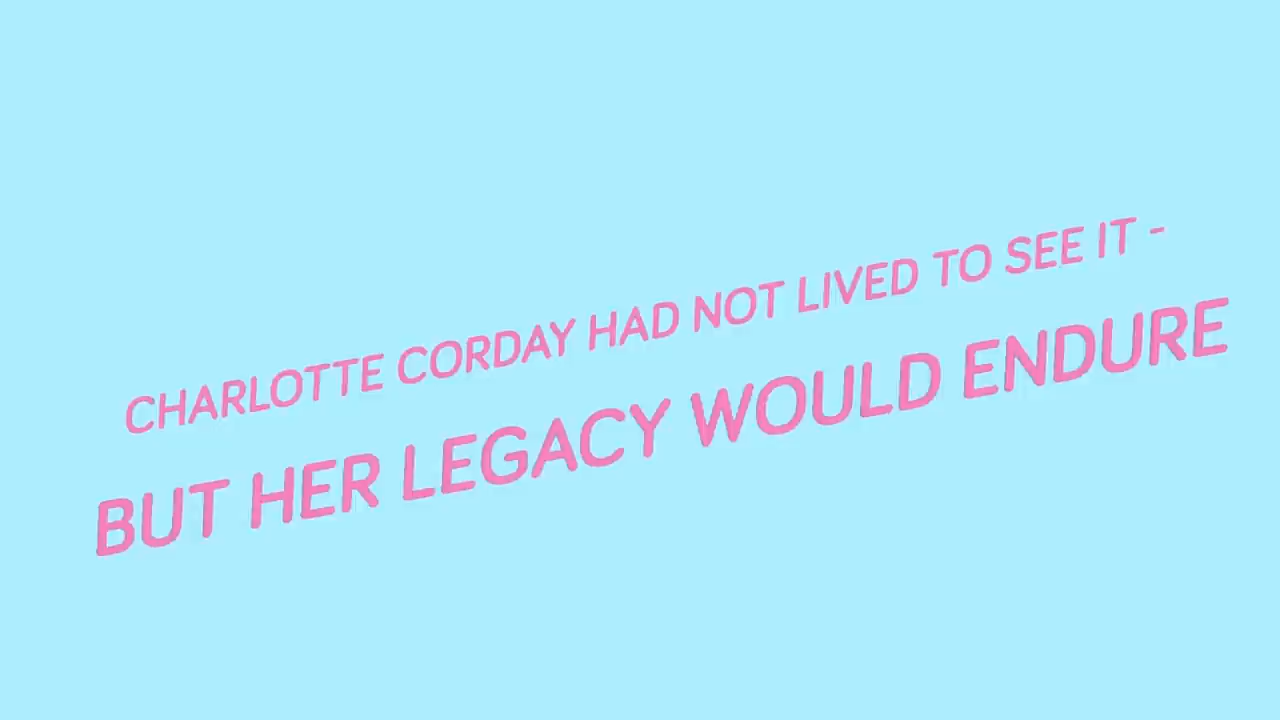 CHARLOTTE CORDAY HAD NOT LIVED TO SEE IT -
BUT HER LEGACY WOULD ENDURE